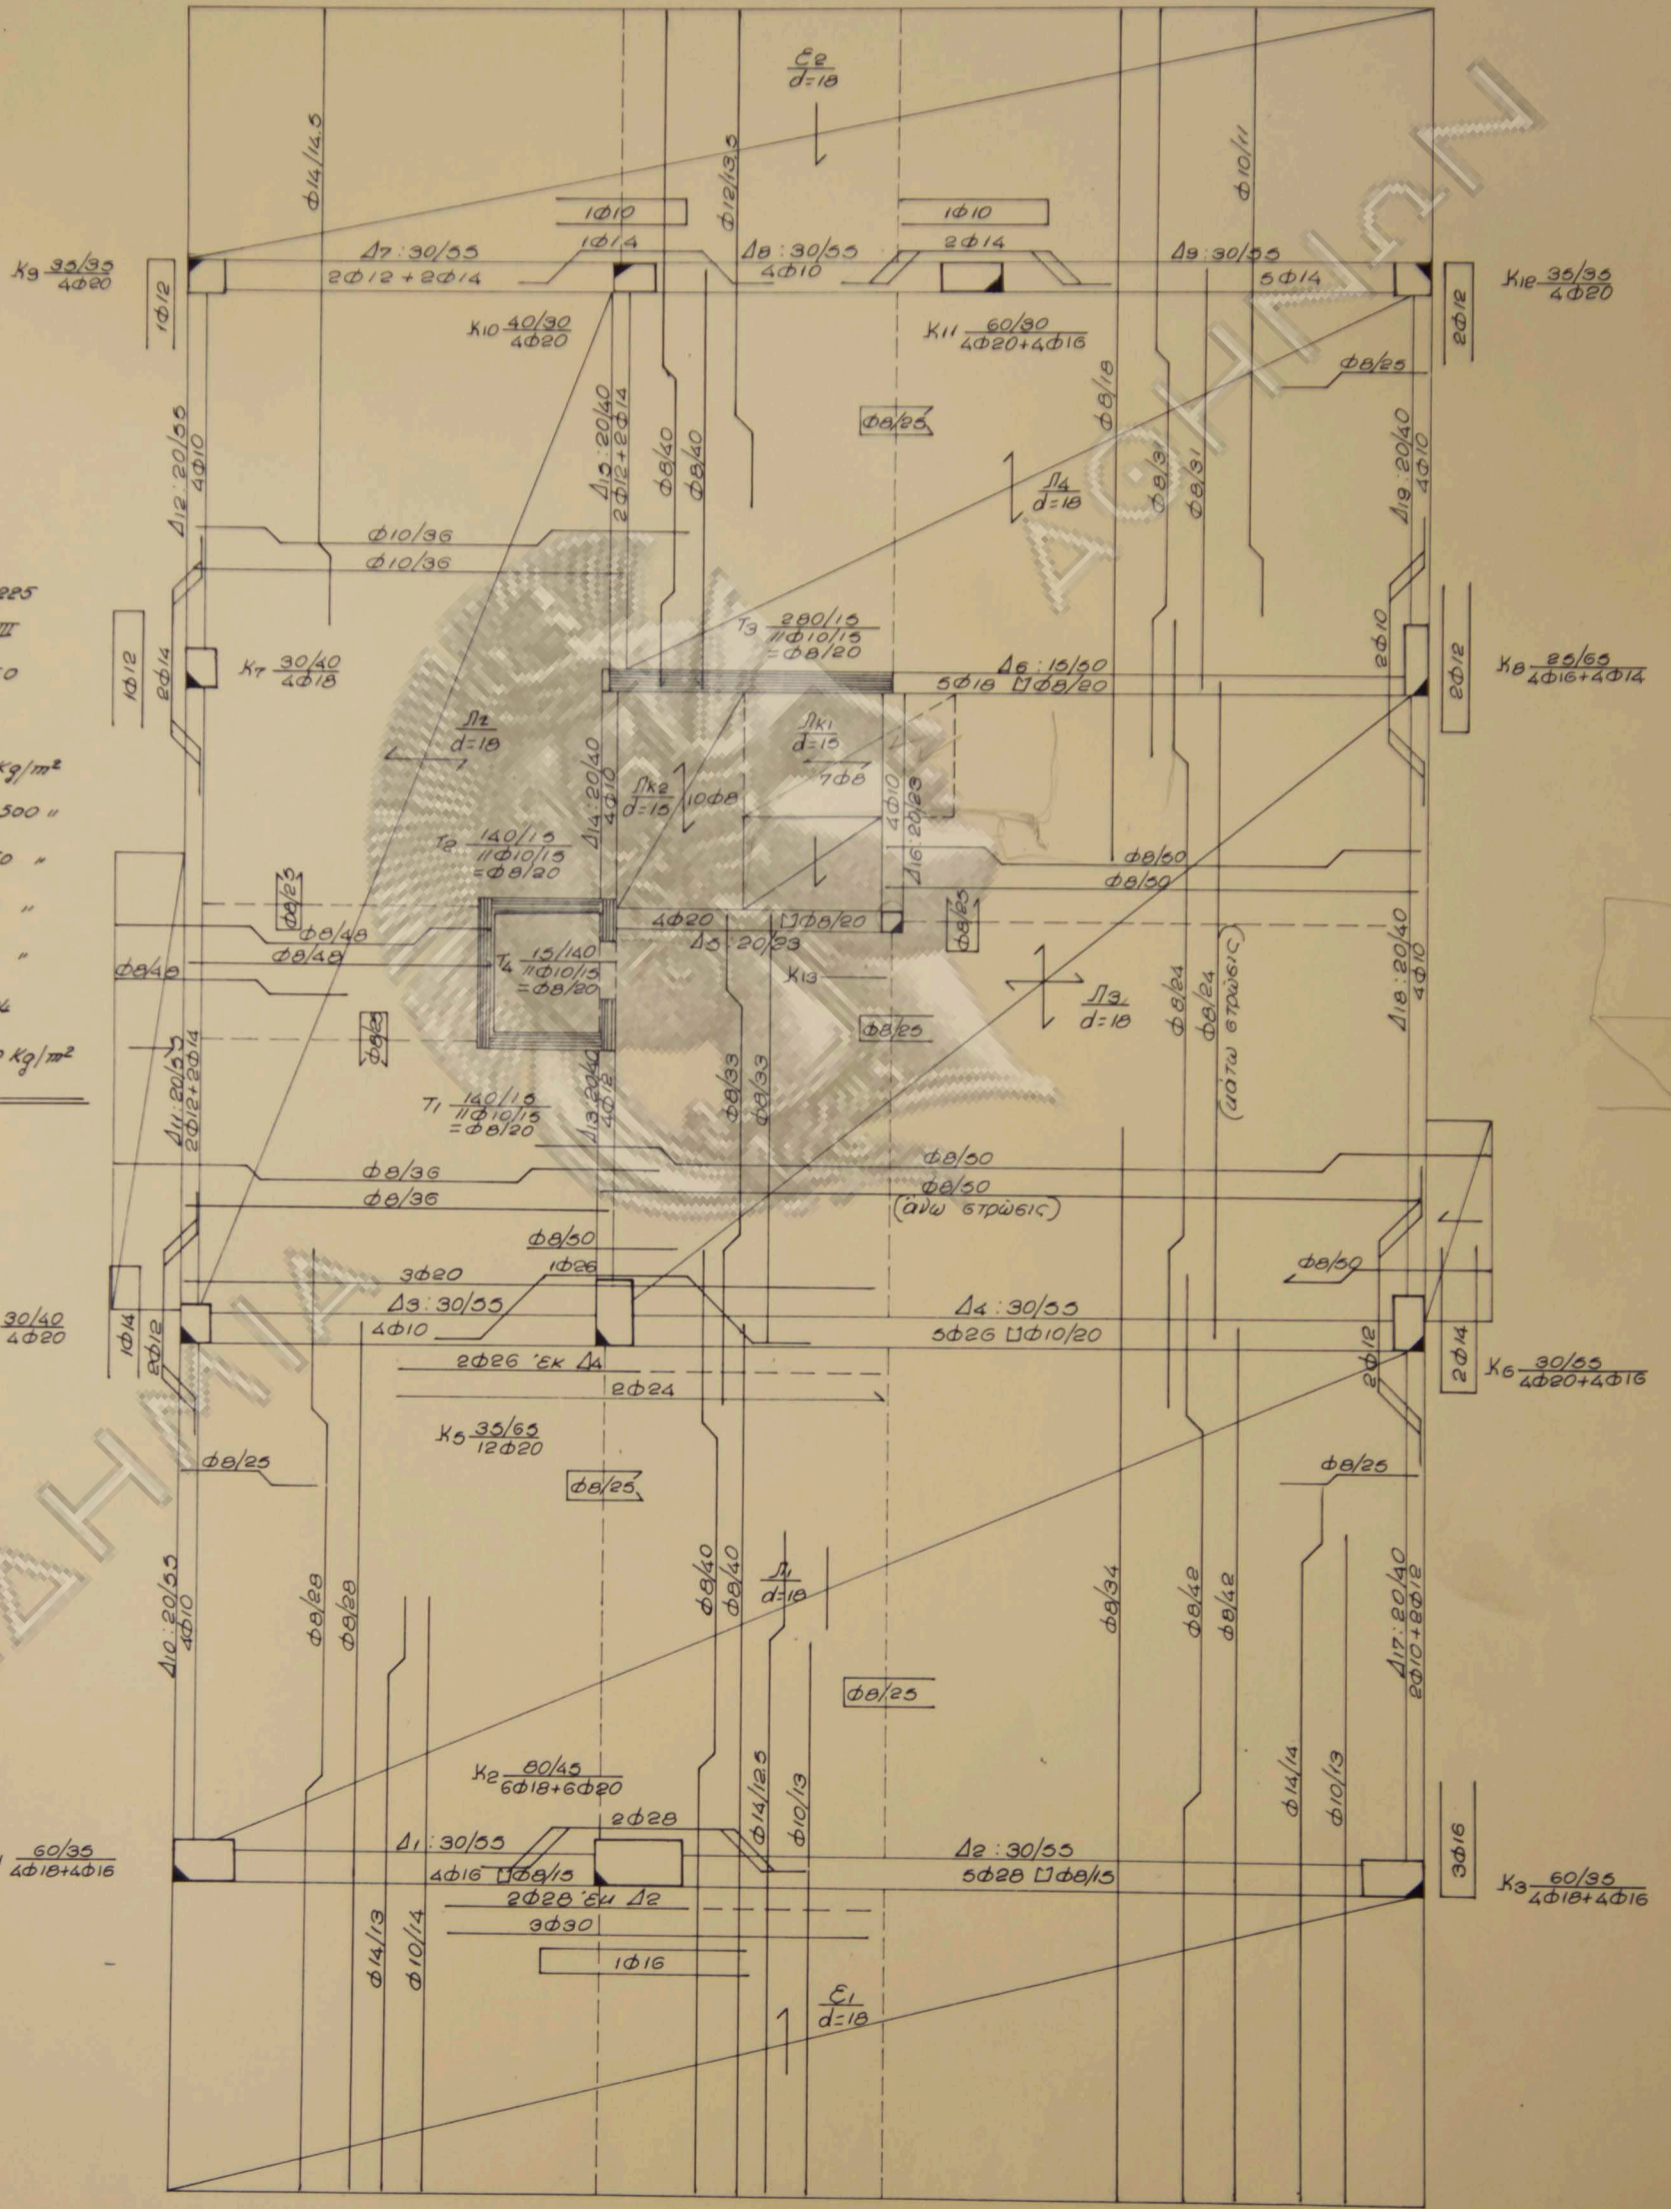 ε2
d=18
Φ14/14.5
Φ12/13.5
Φ10/11
1Φ10
1Φ10
Δ7:30/55
1Φ14
Δ8:30/55
2Φ14
Δ9:30/55
K9 35/35
4Φ20
1Φ12
2Φ12+2Φ14
4Φ10
5Φ14
K12 35/35
4Φ20
2Φ12
K10 40/30
4Φ20
K11 60/30
4Φ20+4Φ16
Φ8/25
Φ8/18
Δ12:20/55
4Φ10
Δ15:20/40
2Φ12+2Φ14
Φ8/40
Φ8/40
Φ8/25
Φ8/31
Φ8/31
Δ19:20/40
4Φ10
Π4
d=18
Φ10/36
Φ10/36
225
III
1Φ12
2Φ14
K7 30/40
4Φ18
T3 280/15
//Φ10/15
=Φ8/20
2Φ10
2Φ12
Δ6:15/50
5Φ18 ⊔Φ8/20
K8 25/65
4Φ16+4Φ14
Π2
d=18
Πκ1
d=15
7Φ8
Kg/m²
500 "
Δ14:20/40
4Φ10
Πκ2
d=15
10Φ8
4Φ10
Δ16:20/23
T2 140/15
//Φ10/15
=Φ8/20
Φ8/50
Φ8/50
Φ8/25
4Φ20 ⊔Φ8/20
Δ5:20/23
Φ8/25
Φ8/48
Φ8/48
Φ8/48
T4 15/140
//Φ10/15
=Φ8/20
K13
Π3
d=18
Φ8/24
Φ8/24
(κάτω στρώσις)
Δ18:20/40
4Φ10
Φ8/25
Φ8/25
Kg/m²
Δ11:20/55
2Φ12+2Φ14
T1 140/15
//Φ10/15
=Φ8/20
Δ13:20/40
4Φ12
Φ8/33
Φ8/33
Φ8/36
Φ8/36
Φ8/50
Φ8/50
(άνω στρώσις)
Φ8/50
1Φ26
3Φ20
Φ8/50
30/40
4Φ20
1Φ14
2Φ12
Δ3:30/55
4Φ10
Δ4:30/55
5Φ26 ⊔Φ10/20
2Φ12
2Φ14
K6 30/55
4Φ20+4Φ16
2Φ26 ἐκ Δ4
2Φ24
K5 35/65
12Φ20
Φ8/25
Φ8/25
Φ8/25
Δ10:20/55
4Φ10
Φ8/28
Φ8/28
Φ8/40
Φ8/40
Π1
d=18
Φ8/34
Φ8/42
Φ8/42
Δ17:20/40
2Φ10+2Φ12
Φ8/25
K2 80/45
6Φ18+6Φ20
Φ14/12.5
Φ10/13
Φ14/14
Φ10/13
2Φ28
60/35
4Φ18+4Φ16
Δ1:30/55
4Φ16 ⊔Φ8/15
Δ2:30/55
5Φ28 ⊔Φ8/15
3Φ16
K3 60/35
4Φ18+4Φ16
2Φ28 ἐκ Δ2
3Φ30
1Φ16
Φ14/13
Φ10/14
ε1
d=18
ΑΔΗΜΙΑ
ΑΘΗΝΩΝ